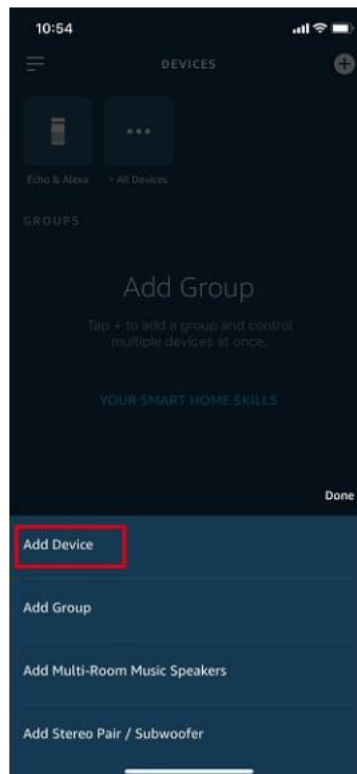 10:54
DEVICES
Echo & Alexa
+ All Devices
GROUPS
Add Group
Tap + to add a group and control
multiple devices at once.
YOUR SMART HOME SKILLS
Done
Add Device
Add Group
Add Multi-Room Music Speakers
Add Stereo Pair / Subwoofer